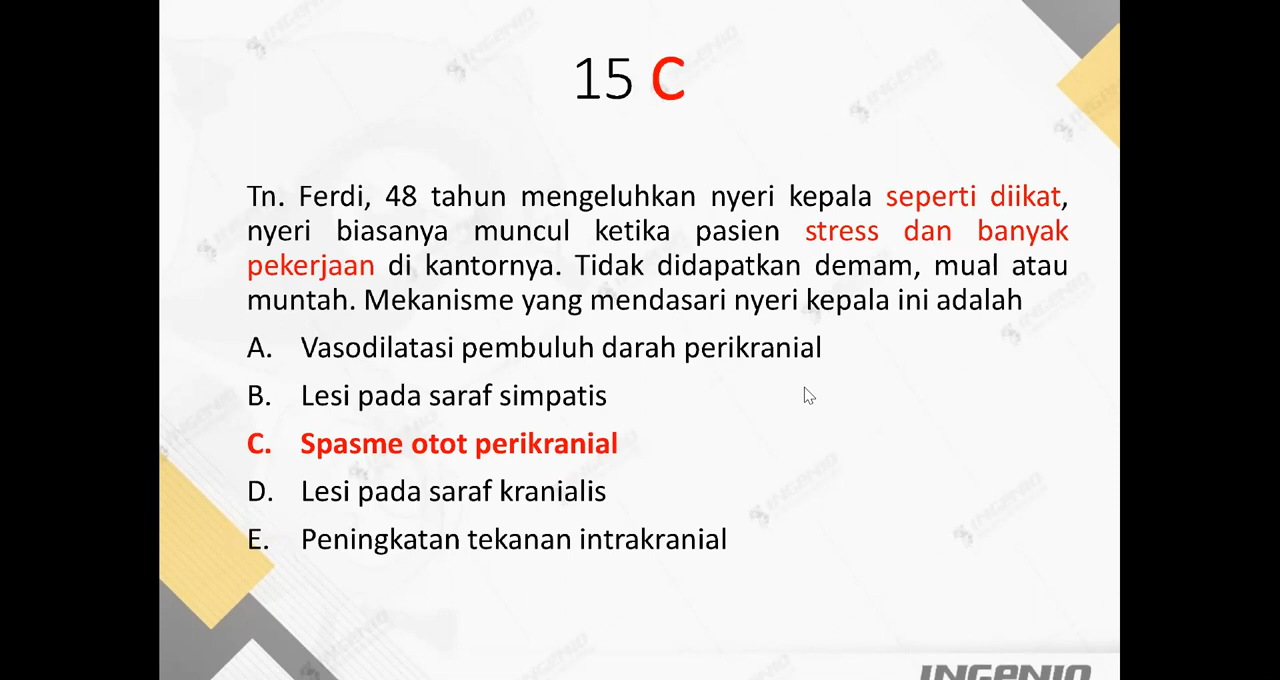 15 C
Tn. Ferdi, 48 tahun mengeluhkan nyeri kepala seperti diikat,
nyeri biasanya muncul ketika pasien stress dan banyak
pekerjaan di kantornya. Tidak didapatkan demam, mual atau
muntah. Mekanisme yang mendasari nyeri kepala ini adalah
A. Vasodilatasi pembuluh darah perikranial
B. Lesi pada saraf simpatis
C. Spasme otot perikranial
D. Lesi pada saraf kranialis
E. Peningkatan tekanan intrakranial
INGENIO